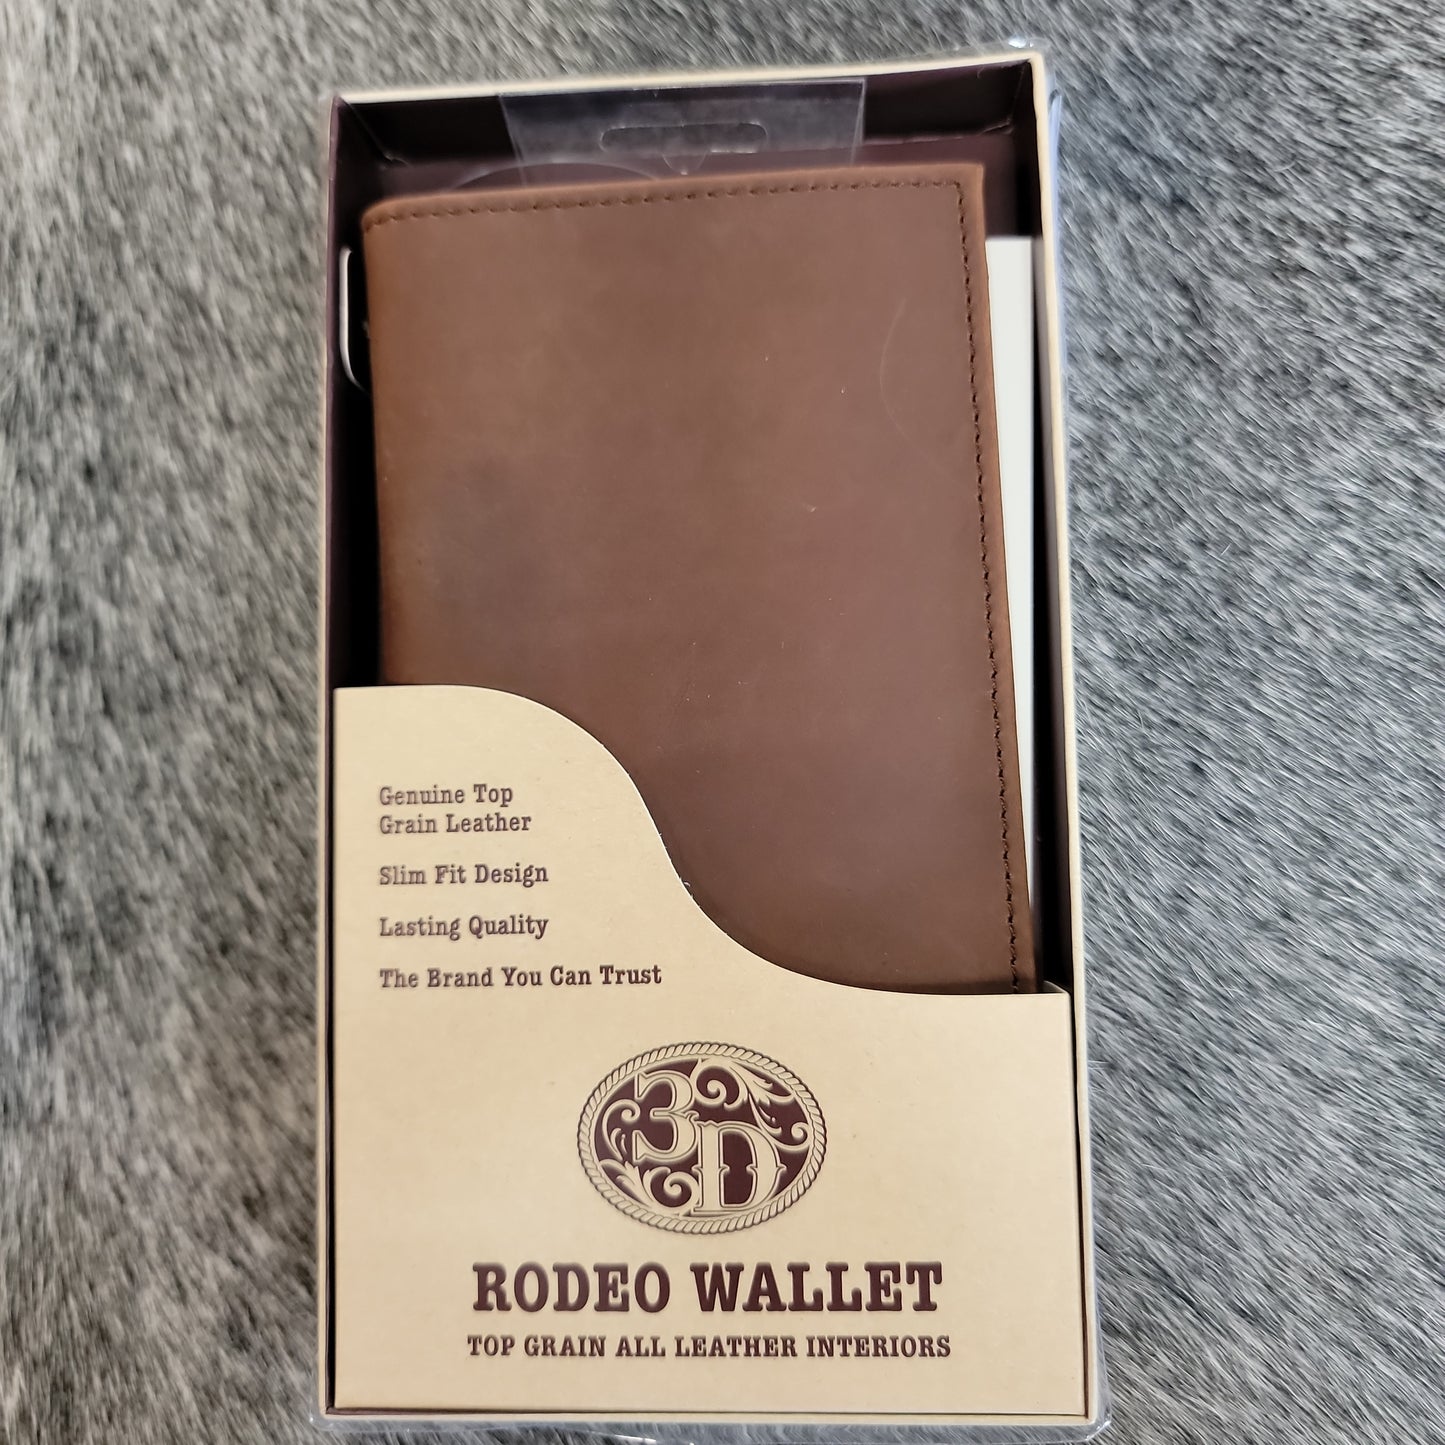 Genuine Top
Grain Leather
Slim Fit Design
Lasting Quality
The Brand You Can Trust
3D
RODEO WALLET
TOP GRAIN ALL LEATHER INTERIORS